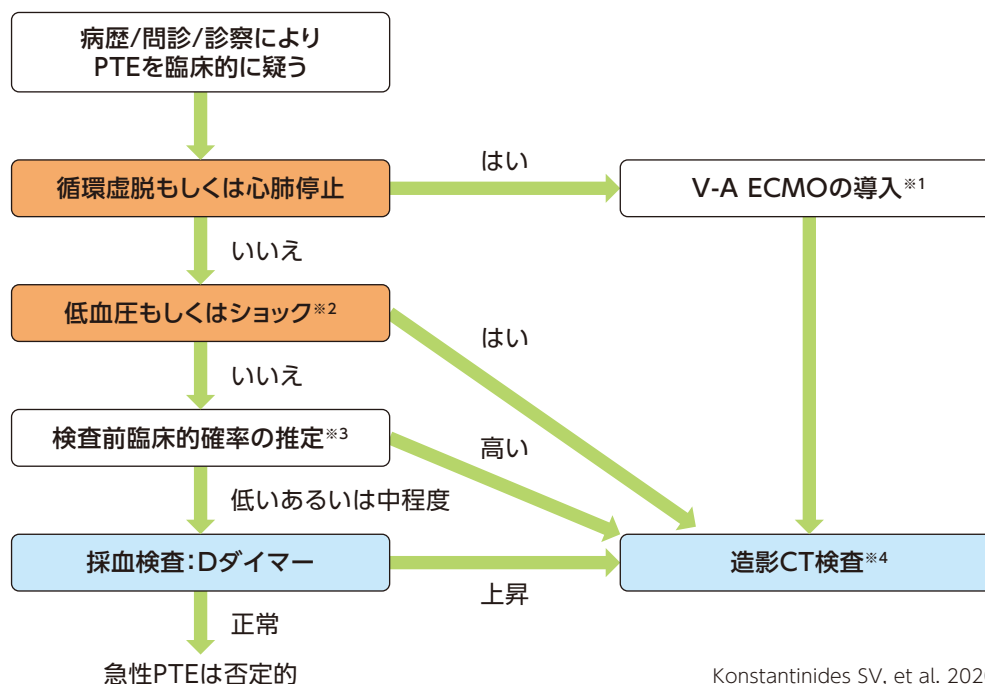 病歴/問診/診察により
PTEを臨床的に疑う
循環虚脱もしくは心肺停止
はい
V-A ECMOの導入※1
いいえ
低血圧もしくはショック※2
はい
いいえ
検査前臨床的確率の推定※3
高い
低いあるいは中程度
採血検査：Dダイマー
上昇
造影CT検査※4
正常
急性PTEは否定的
Konstantinides SV, et al.